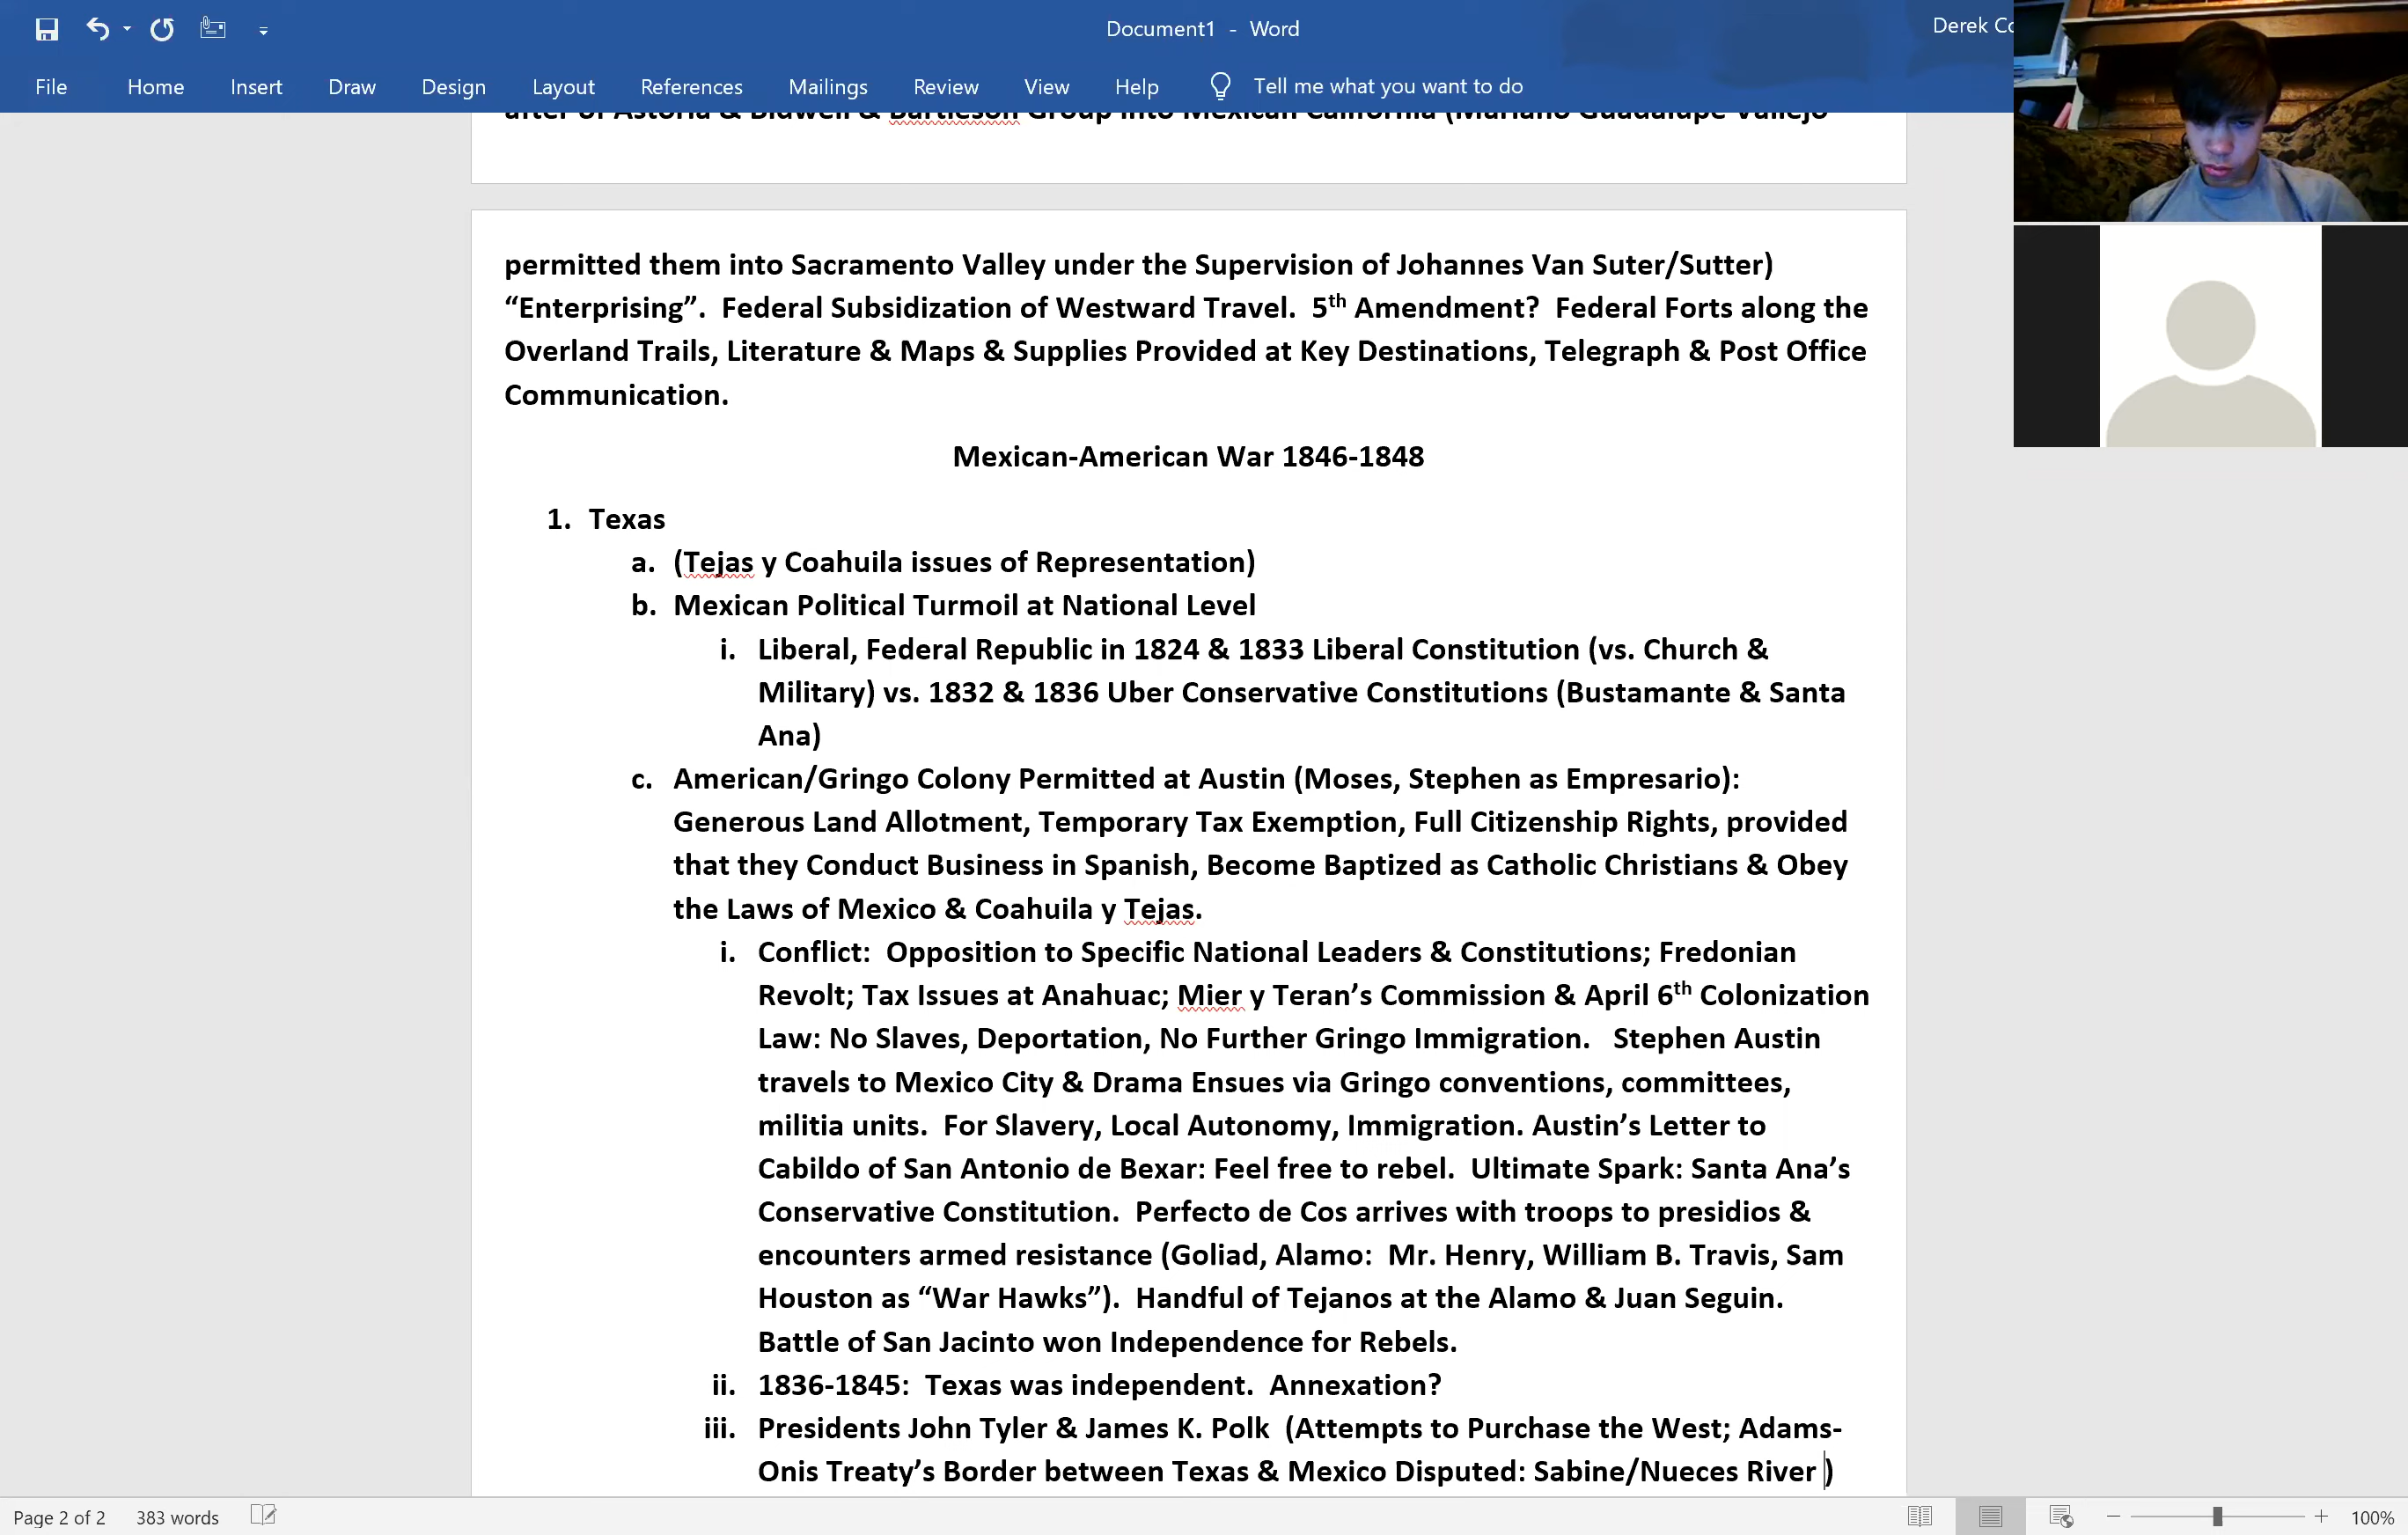 Document1 - Word
Derek Co
File Home Insert Draw Design Layout References Mailings Review View Help Tell me what you want to do
after of Astoria & Bidwell & Bartleson Group into Mexican California (Mariano Guadalupe Vallejo
permitted them into Sacramento Valley under the Supervision of Johannes Van Suter/Sutter)
“Enterprising”.  Federal Subsidization of Westward Travel.  5th Amendment?  Federal Forts along the
Overland Trails, Literature & Maps & Supplies Provided at Key Destinations, Telegraph & Post Office
Communication.
Mexican-American War 1846-1848
1. Texas
a. (Tejas y Coahuila issues of Representation)
b. Mexican Political Turmoil at National Level
i. Liberal, Federal Republic in 1824 & 1833 Liberal Constitution (vs. Church &
Military) vs. 1832 & 1836 Uber Conservative Constitutions (Bustamante & Santa
Ana)
c. American/Gringo Colony Permitted at Austin (Moses, Stephen as Empresario):
Generous Land Allotment, Temporary Tax Exemption, Full Citizenship Rights, provided
that they Conduct Business in Spanish, Become Baptized as Catholic Christians & Obey
the Laws of Mexico & Coahuila y Tejas.
i. Conflict:  Opposition to Specific National Leaders & Constitutions; Fredonian
Revolt; Tax Issues at Anahuac; Mier y Teran’s Commission & April 6th Colonization
Law: No Slaves, Deportation, No Further Gringo Immigration.   Stephen Austin
travels to Mexico City & Drama Ensues via Gringo conventions, committees,
militia units.  For Slavery, Local Autonomy, Immigration. Austin’s Letter to
Cabildo of San Antonio de Bexar: Feel free to rebel.  Ultimate Spark: Santa Ana’s
Conservative Constitution.  Perfecto de Cos arrives with troops to presidios &
encounters armed resistance (Goliad, Alamo:  Mr. Henry, William B. Travis, Sam
Houston as “War Hawks”).  Handful of Tejanos at the Alamo & Juan Seguin.
Battle of San Jacinto won Independence for Rebels.
ii. 1836-1845:  Texas was independent.  Annexation?
iii. Presidents John Tyler & James K. Polk  (Attempts to Purchase the West; Adams-
Onis Treaty’s Border between Texas & Mexico Disputed: Sabine/Nueces River )
Page 2 of 2 383 words 100%